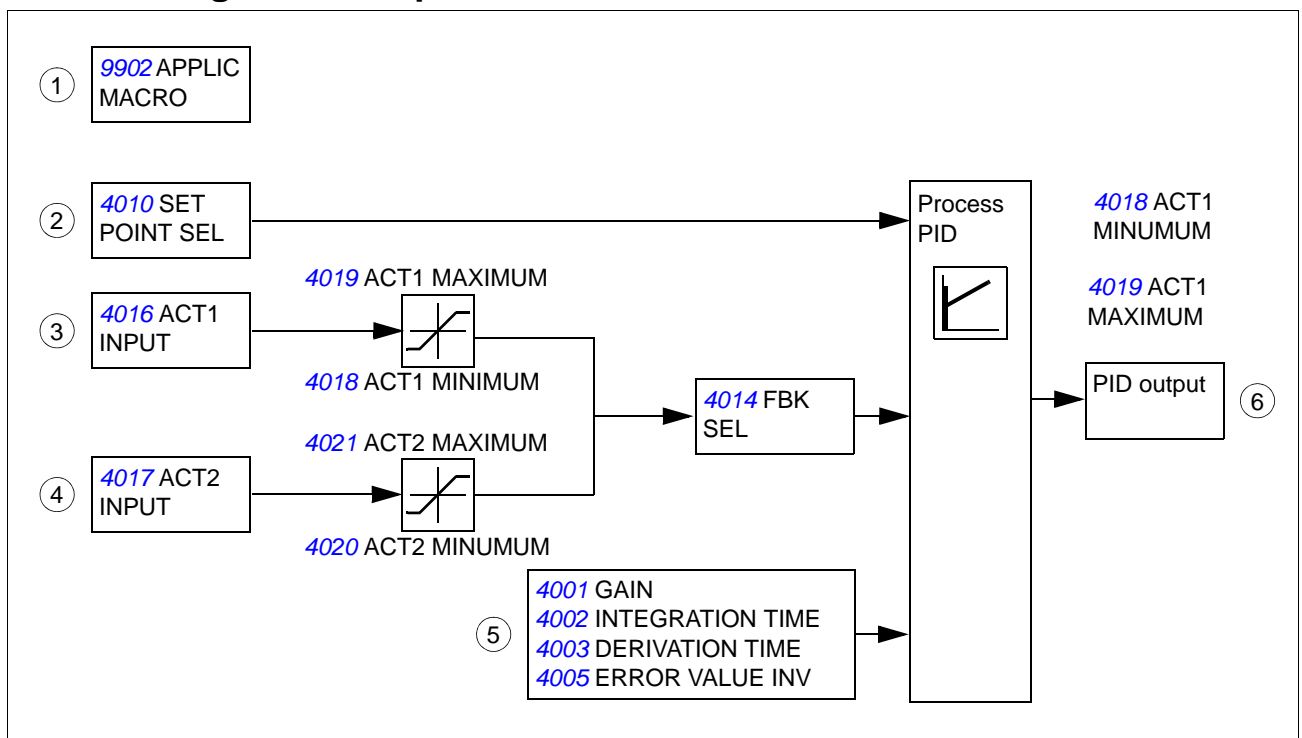 1
9902 APPLIC
MACRO
2
4010 SET
POINT SEL
Process
PID
4018 ACT1
MINUMUM
4019 ACT1 MAXIMUM
4019 ACT1
MAXIMUM
3
4016 ACT1
INPUT
4018 ACT1 MINIMUM
4014 FBK
SEL
PID output
6
4021 ACT2 MAXIMUM
4
4017 ACT2
INPUT
4020 ACT2 MINUMUM
5
4001 GAIN
4002 INTEGRATION TIME
4003 DERIVATION TIME
4005 ERROR VALUE INV